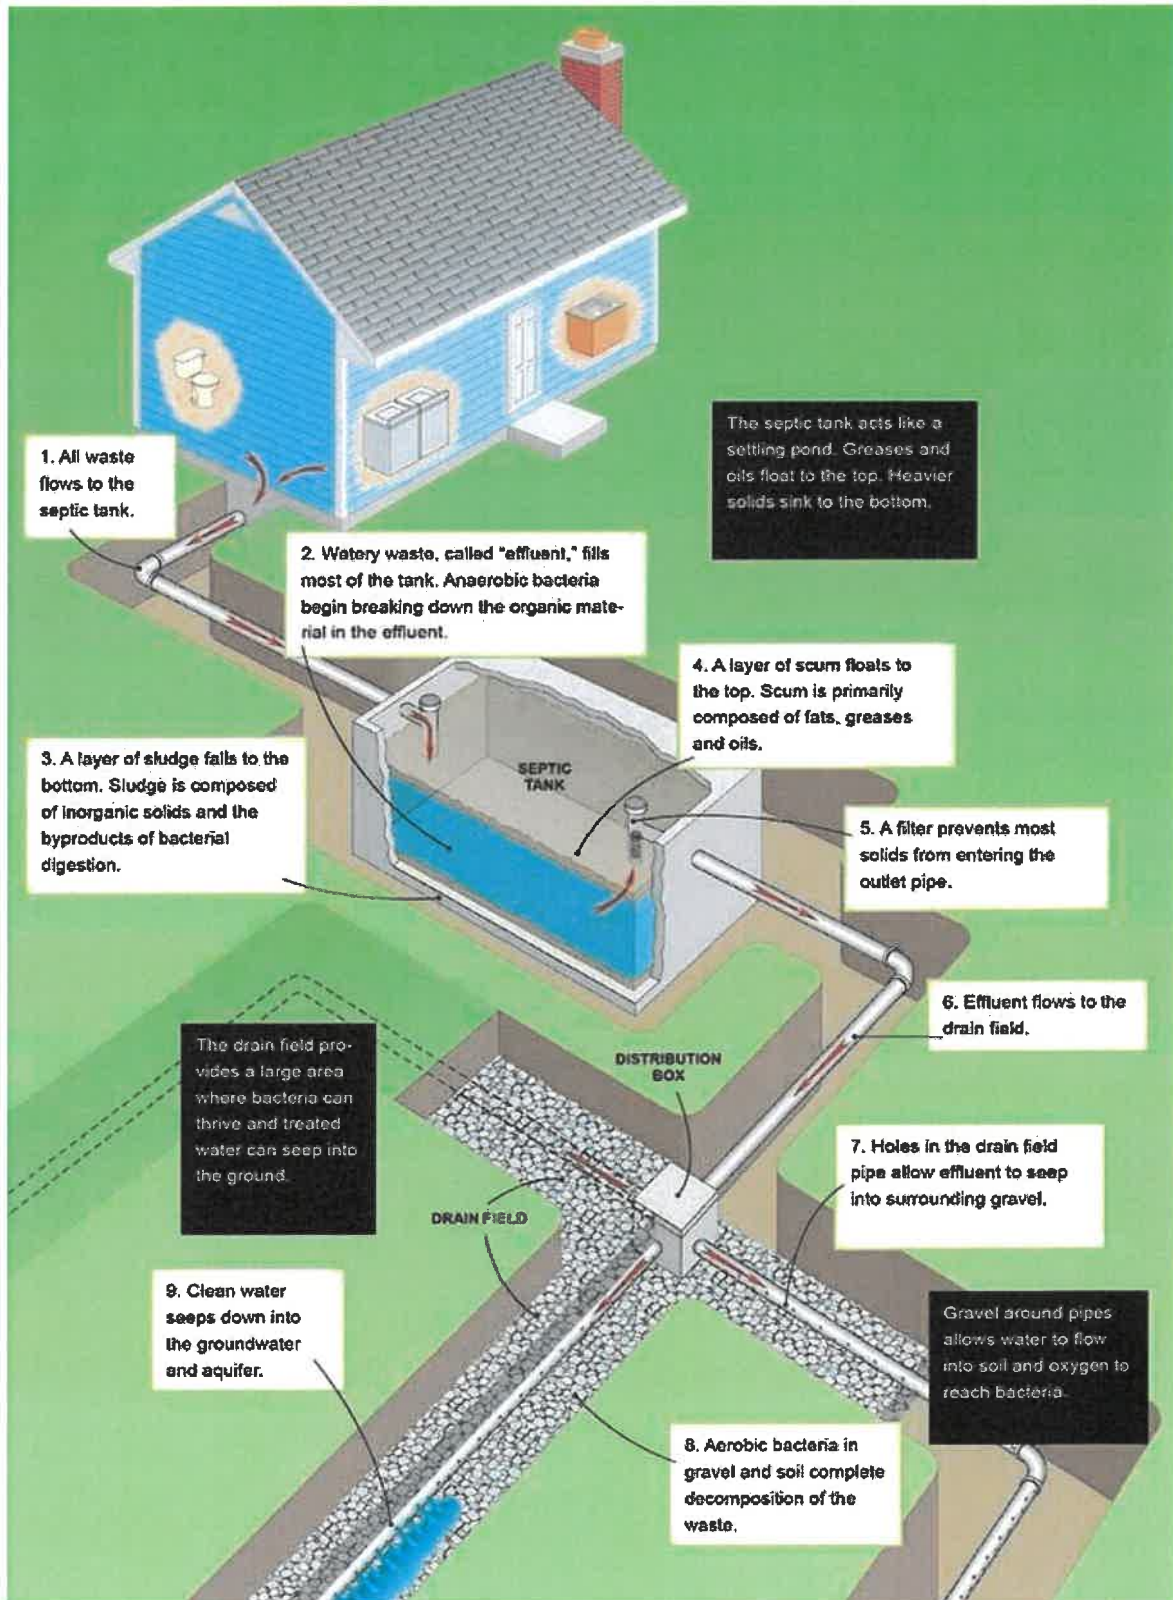 1. All waste
flows to the
septic tank.
The septic tank acts like a
settling pond. Greases and
oils float to the top. Heavier
solids sink to the bottom.
2. Watery waste, called "effluent," fills
most of the tank. Anaerobic bacteria
begin breaking down the organic mate-
rial in the effluent.
4. A layer of scum floats to
the top. Scum is primarily
composed of fats, greases
and oils.
3. A layer of sludge falls to the
bottom. Sludge is composed
of inorganic solids and the
byproducts of bacterial
digestion.
SEPTIC
TANK
5. A filter prevents most
solids from entering the
outlet pipe.
6. Effluent flows to the
drain field.
The drain field pro-
vides a large area
where bacteria can
thrive and treated
water can seep into
the ground.
DISTRIBUTION
BOX
7. Holes in the drain field
pipe allow effluent to seep
into surrounding gravel.
DRAIN FIELD
9. Clean water
seeps down into
the groundwater
and aquifer.
Gravel around pipes
allows water to flow
into soil and oxygen to
reach bacteria.
8. Aerobic bacteria in
gravel and soil complete
decomposition of the
waste.